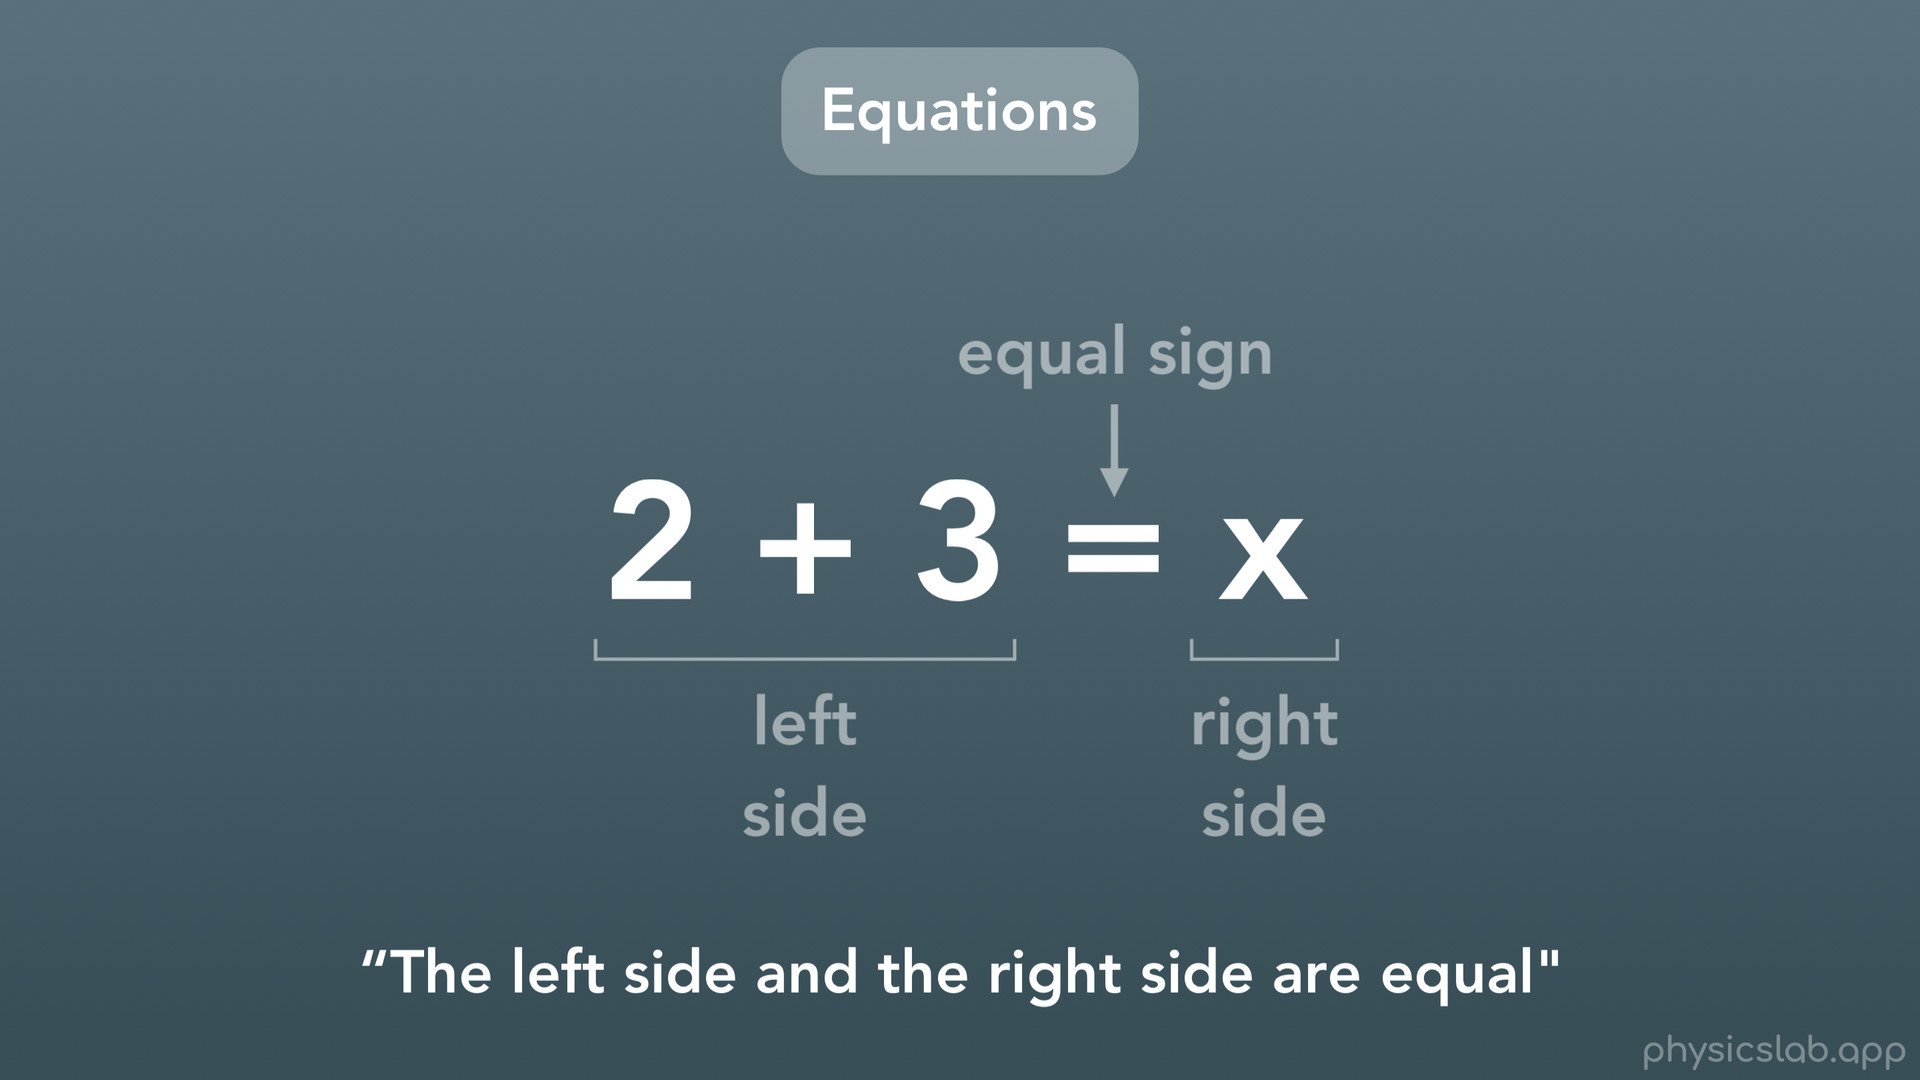 Equations
equal sign
2 + 3 = x
left
side
right
side
“The left side and the right side are equal"
physicslab.app